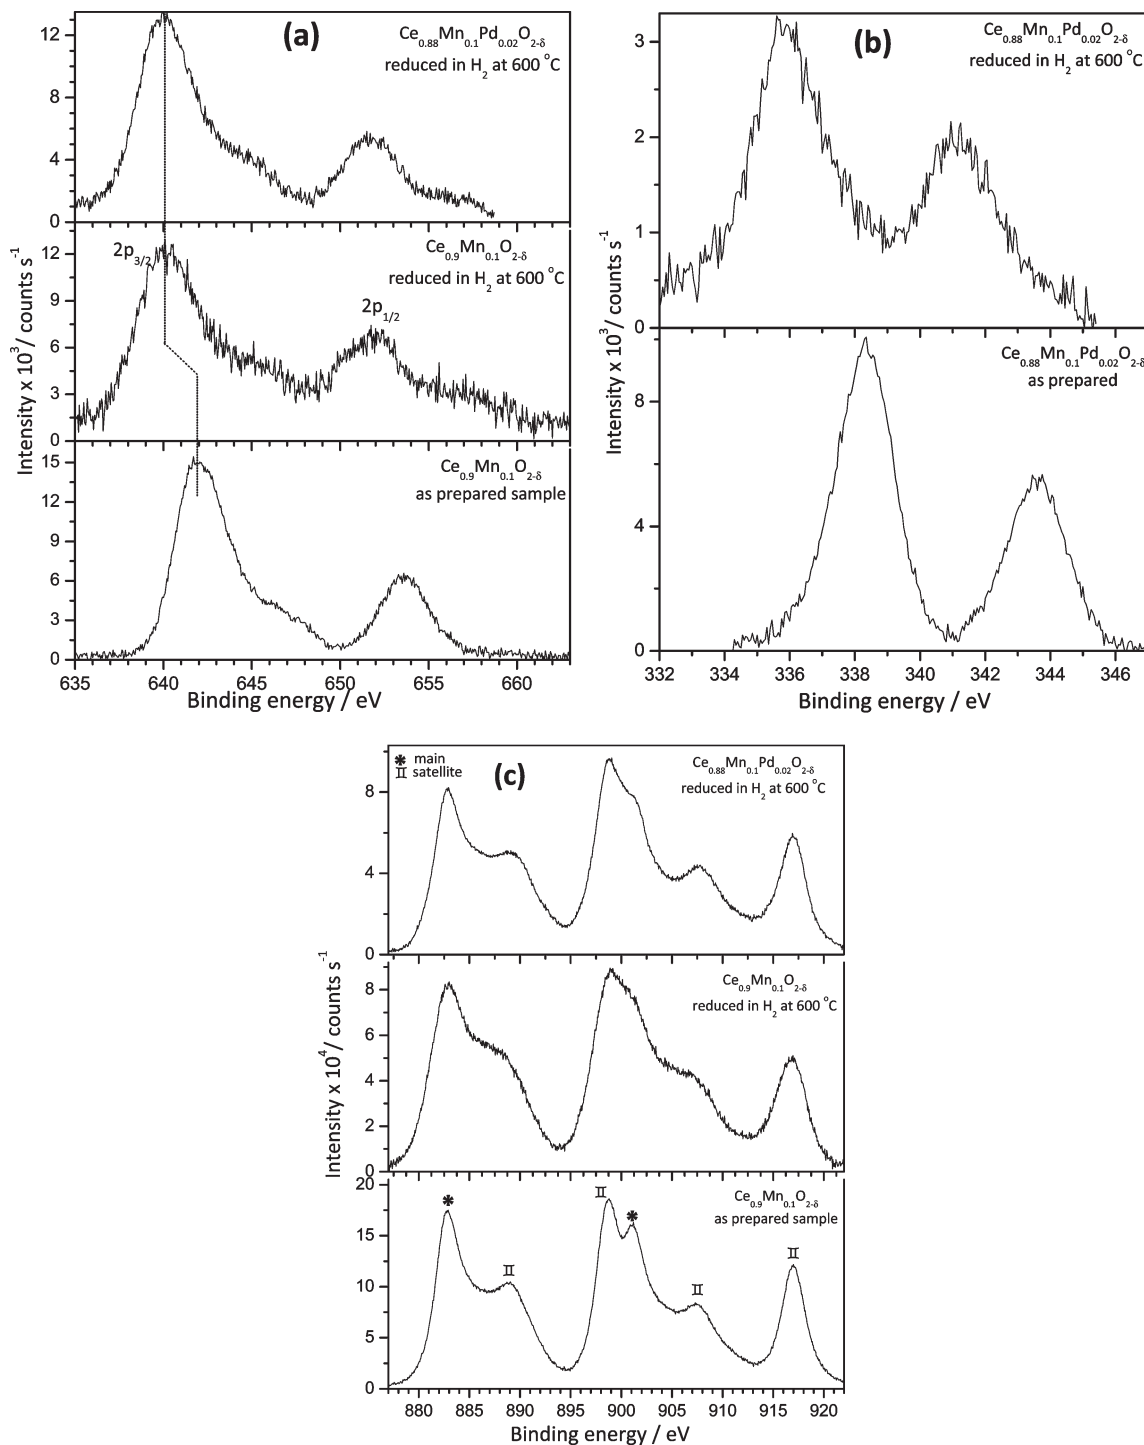 (a)
Ce0.88Mn0.1Pd0.02O2-δ
reduced in H2 at 600 °C
12
8
4
0
2p3/2
Ce0.9Mn0.1O2-δ
reduced in H2 at 600 °C
2p1/2
12
9
6
3
0
Ce0.9Mn0.1O2-δ
as prepared sample
15
12
9
6
3
0
635 640 645 650 655 660
Intensity x 10^3/ counts s^-1
Binding energy / eV
(b)
Ce0.88Mn0.1Pd0.02O2-δ
reduced in H2 at 600 °C
3
2
1
0
Ce0.88Mn0.1Pd0.02O2-δ
as prepared
8
4
0
332 334 336 338 340 342 344 346
Intensity x 10^3/ counts s^-1
Binding energy / eV
* main
II satellite
(c)
Ce0.88Mn0.1Pd0.02O2-δ
reduced in H2 at 600 °C
8
4
0
Ce0.9Mn0.1O2-δ
reduced in H2 at 600 °C
8
6
4
2
0
Ce0.9Mn0.1O2-δ
as prepared sample
* II II * II II
20
15
10
5
0
880 885 890 895 900 905 910 915 920
Intensity x 10^4/ counts s^-1
Binding energy / eV